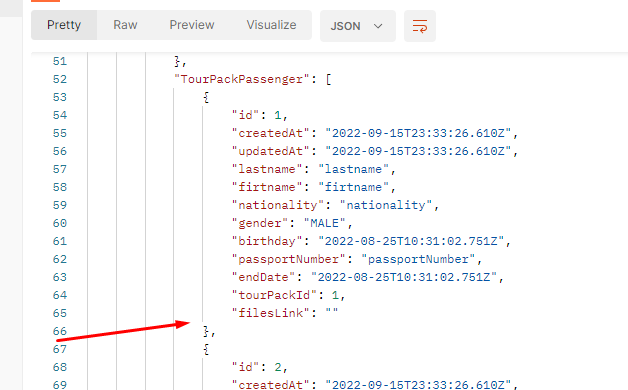 Pretty Raw Preview Visualize JSON
51 },
52 "TourPackPassenger": [
53 {
54 "id": 1,
55 "createdAt": "2022-09-15T23:33:26.610Z",
56 "updatedAt": "2022-09-15T23:33:26.610Z",
57 "lastname": "lastname",
58 "firtname": "firtname",
59 "nationality": "nationality",
60 "gender": "MALE",
61 "birthday": "2022-08-25T10:31:02.751Z",
62 "passportNumber": "passportNumber",
63 "endDate": "2022-08-25T10:31:02.751Z",
64 "tourPackId": 1,
65 "filesLink": ""
66 },
67 {
68 "id": 2,
69 "createdAt": "2022-09-15T23:33:26.610Z",